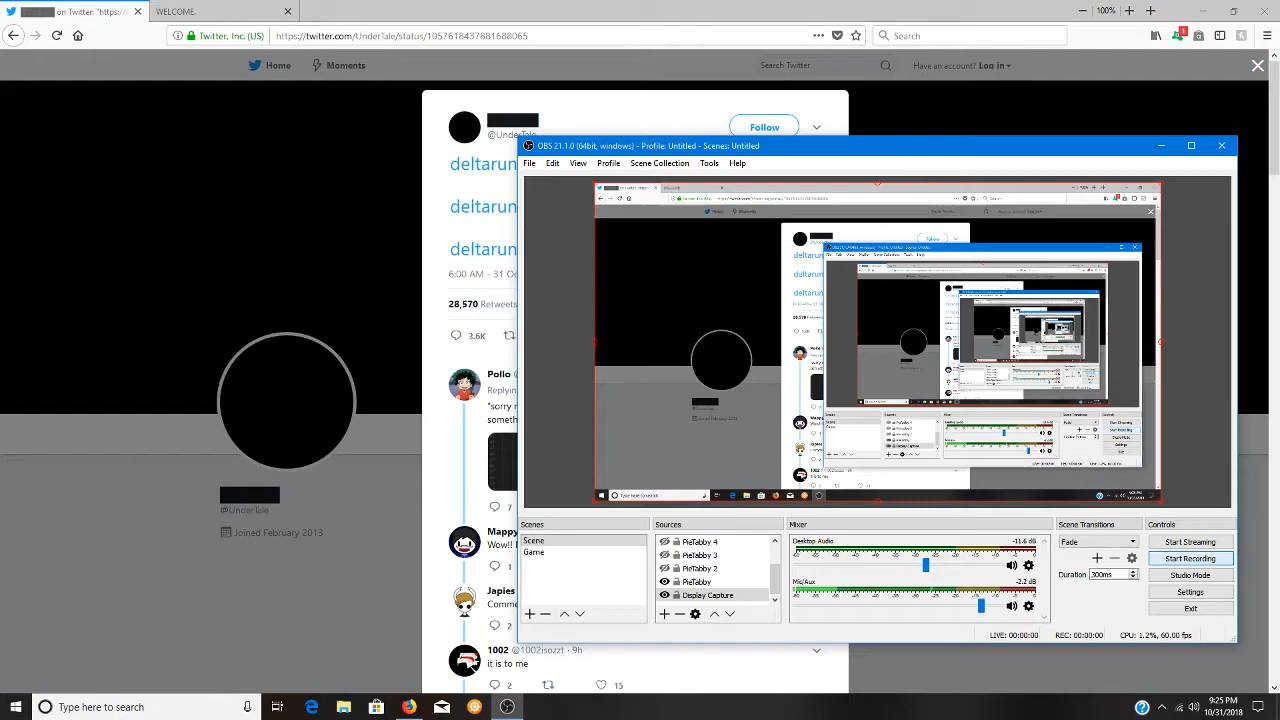 on Twitter: "https://t
WELCOME.
100%
Twitter, Inc. (US)
https://twitter.com/UnderTale/status/1057618437181688065
Search
1
Home
Moments
Search Twitter
Have an account? Log in
@UnderTale
Follow
deltarun
deltarun
deltarun
6:00 AM - 31 Oc
28,570 Retweets
3.6K
Pollo @
Replying
*sorry
someth
7
Mappy
Wow!!
1
Japies
Comme
2
1002 @1002isozzt · 9h
it is to me
2
15
@UnderTale
Joined February 2013
OBS 21.1.0 (64bit, windows) - Profile: Untitled - Scenes: Untitled
File
Edit
View
Profile
Scene Collection
Tools
Help
Scenes
Scene
Game
Sources
PieTabby 4
PieTabby 3
PieTabby 2
PieTabby
Display Capture
Mixer
Desktop Audio
-11.6 dB
Mic/Aux
-2.2 dB
Scene Transitions
Fade
Duration
300ms
Controls
Start Streaming
Start Recording
Studio Mode
Settings
Exit
LIVE: 00:00:00
REC: 00:00:00
CPU: 1.2%, 60.00 fps
Type here to search
9:25 PM
10/31/2018